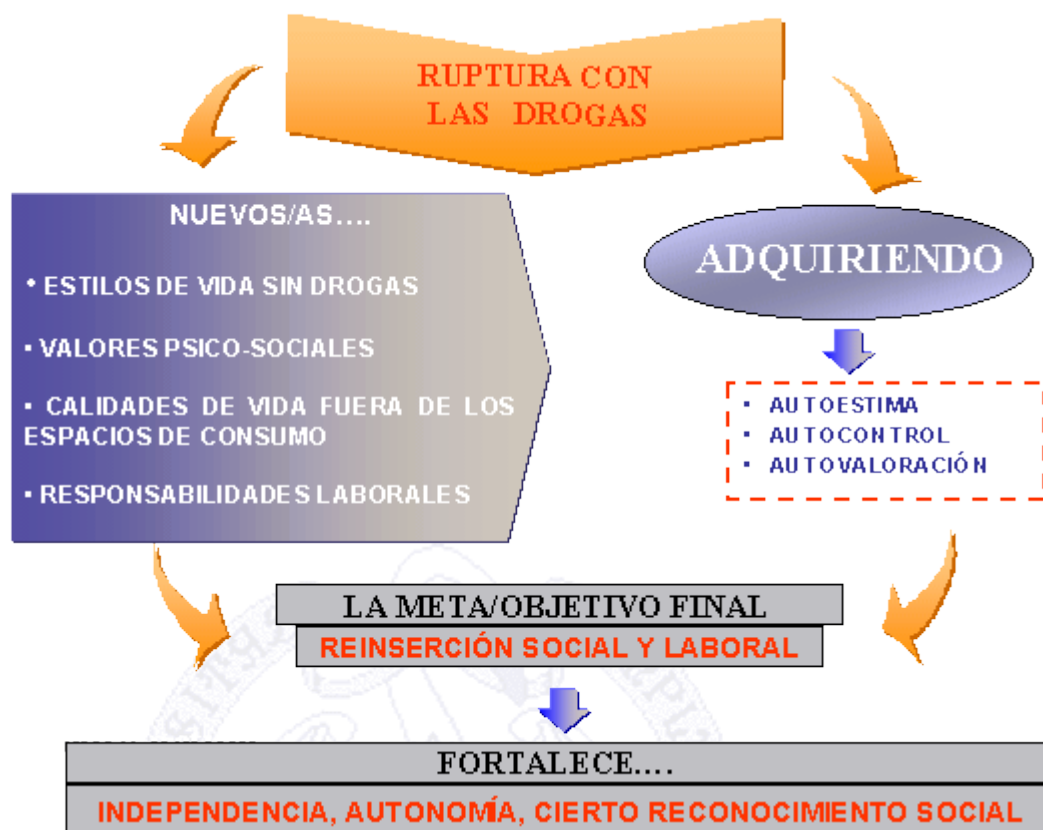 RUPTURA CON
LAS DROGAS
NUEVOS/AS....
• ESTILOS DE VIDA SIN DROGAS
▪ VALORES PSICO-SOCIALES
▪ CALIDADES DE VIDA FUERA DE LOS
ESPACIOS DE CONSUMO
▪ RESPONSABILIDADES LABORALES
ADQUIRIENDO
▪ AUTOESTIMA
▪ AUTOCONTROL
▪ AUTOVALORACIÓN
LA META/OBJETIVO FINAL
REINSERCIÓN SOCIAL Y LABORAL
FORTALECE....
INDEPENDENCIA, AUTONOMÍA, CIERTO RECONOCIMIENTO SOCIAL